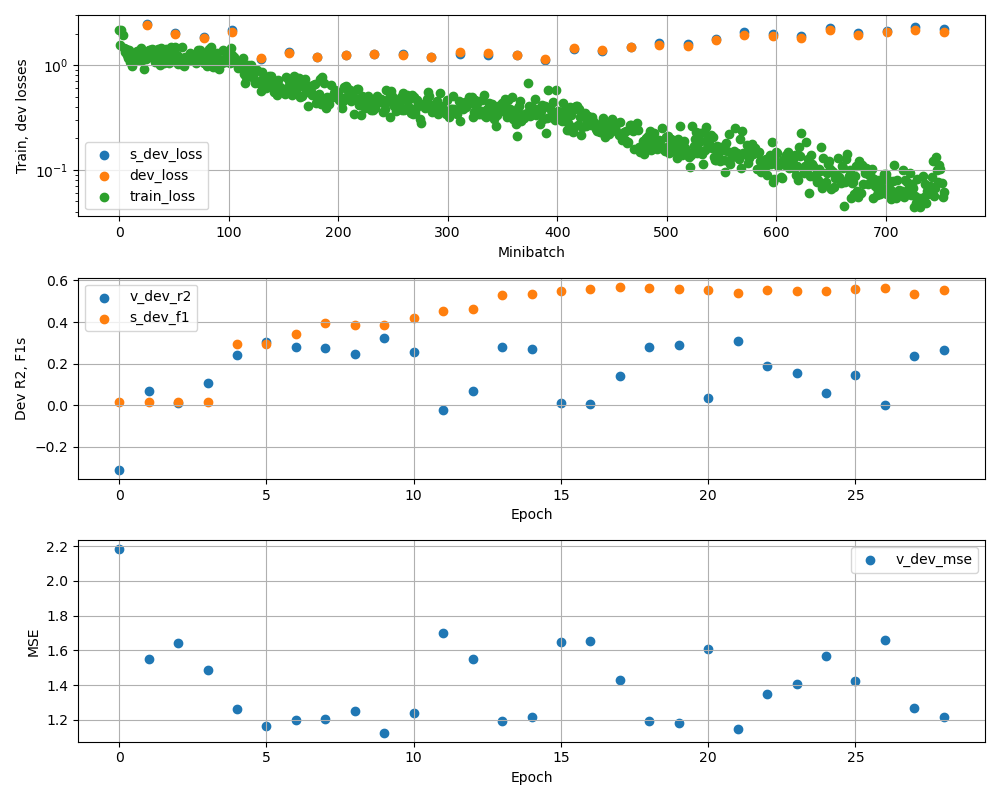 Train, dev losses
10⁰
10⁻¹
s_dev_loss
dev_loss
train_loss
0 100 200 300 400 500 600 700
Minibatch
Dev R2, F1s
0.6
0.4
0.2
0.0
−0.2
v_dev_r2
s_dev_f1
0 5 10 15 20 25
Epoch
MSE
2.2
2.0
1.8
1.6
1.4
1.2
v_dev_mse
0 5 10 15 20 25
Epoch